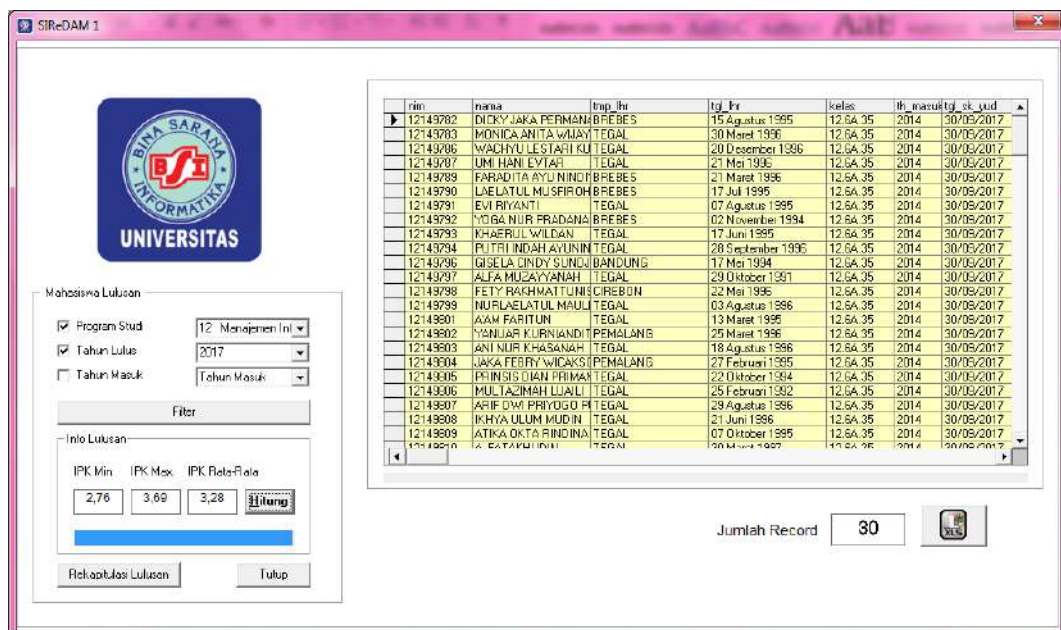 SIReDAM 1
BINA SARANA
BSI
INFORMATIKA
UNIVERSITAS
Mahasiswa Lulusan
Program Studi 12 Manajemen Inf
Tahun Lulus 2017
Tahun Masuk Tahun Masuk
Filter
Info Lulusan
IPK Min IPK Max. IPK Rata-Rata
2,76 3,69 3,28 Hitung
Rekapitulasi Lulusan Tutup
nim nama tmp_lhr tgl_lhr kelas th_masuk tgl_sk_yud
12149782 DICKY JAKA PERMANA BREBES 15 Agustus 1995 12.6A.35 2014 30/09/2017
12149783 MONICA ANITA WIJAY TEGAL 30 Maret 1996 12.6A.35 2014 30/09/2017
12149786 WACHYU LESTARI KU TEGAL 20 Desember 1996 12.6A.35 2014 30/09/2017
12149787 UMI HANI EVTAR TEGAL 21 Mei 1996 12.6A.35 2014 30/09/2017
12149789 FARADITA AYU NINDI BREBES 21 Maret 1996 12.6A.35 2014 30/09/2017
12149790 LAELATUL MUSFIROH BREBES 17 Juli 1995 12.6A.35 2014 30/09/2017
12149791 EVI RIYANTI TEGAL 07 Agustus 1995 12.6A.35 2014 30/09/2017
12149792 YOGA NUR PRADANA BREBES 02 November 1994 12.6A.35 2014 30/09/2017
12149793 KHAERUL WILDAN TEGAL 17 Juni 1995 12.6A.35 2014 30/09/2017
12149794 PUTRI INDAH AYUNIN TEGAL 28 September 1996 12.6A.35 2014 30/09/2017
12149796 GISELA CINDY SUNDJ BANDUNG 17 Mei 1994 12.6A.35 2014 30/09/2017
12149797 ALFA MUZAYYANAH TEGAL 29 Oktober 1991 12.6A.35 2014 30/09/2017
12149798 FETY RAKHMATTUNIS CIREBON 22 Mei 1996 12.6A.35 2014 30/09/2017
12149799 NURLAELATUL MAULI TEGAL 03 Agustus 1996 12.6A.35 2014 30/09/2017
12149801 A'AM FARITUN TEGAL 13 Maret 1995 12.6A.35 2014 30/09/2017
12149802 YANUAR KURNIANDIT PEMALANG 25 Maret 1996 12.6A.35 2014 30/09/2017
12149803 ANI NUR KHASANAH TEGAL 18 Agustus 1996 12.6A.35 2014 30/09/2017
12149804 JAKA FEBRY WICAKS PEMALANG 27 Februari 1995 12.6A.35 2014 30/09/2017
12149805 PRINSIS DIAN PRIMAS TEGAL 22 Oktober 1994 12.6A.35 2014 30/09/2017
12149806 MULTAZIMAH LUAILI TEGAL 25 Februari 1992 12.6A.35 2014 30/09/2017
12149807 ARIF DWI PRIYOGO TEGAL 29 Agustus 1996 12.6A.35 2014 30/09/2017
12149808 IKHYA ULUM MUDIN TEGAL 21 Juni 1996 12.6A.35 2014 30/09/2017
12149809 ATIKA OKTA RINDINA TEGAL 07 Oktober 1995 12.6A.35 2014 30/09/2017
Jumlah Record 30
XLS